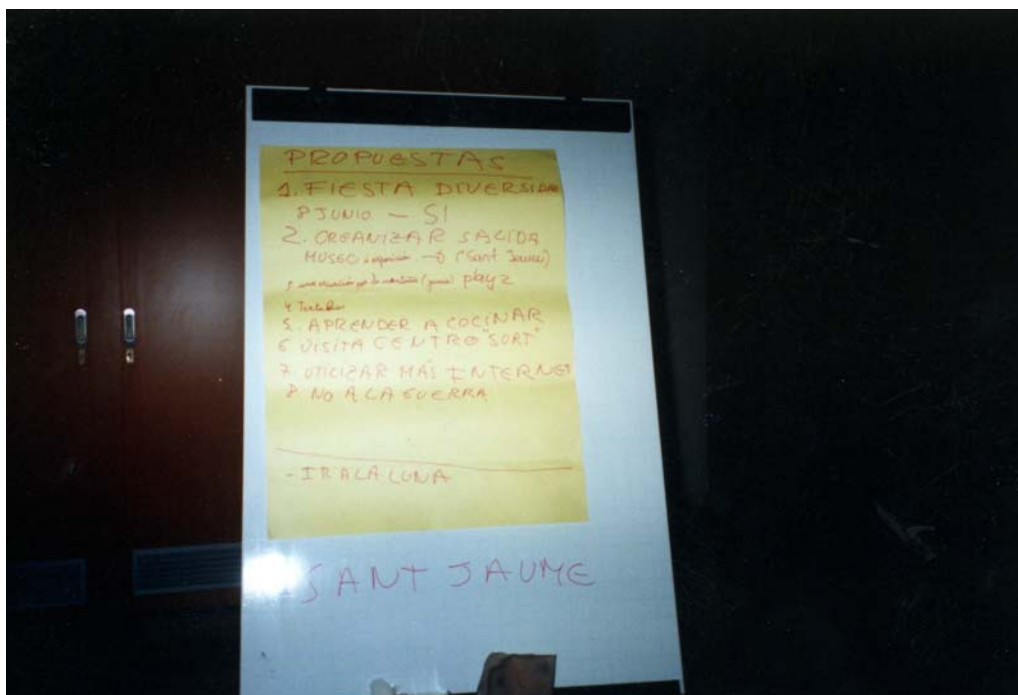 PROPUESTAS
1. FIESTA DIVERSIDAD
8 JUNIO — SI
2. ORGANIZAR SALIDA
MUSEO → (Sant Jaume)
play 2
5. APRENDER A COCINAR
6 VISITA CENTRO "SURT"
7. UTILIZAR MÁS INTERNET
8. NO A LA GUERRA
- IR A LA LUNA
SANT JAUME